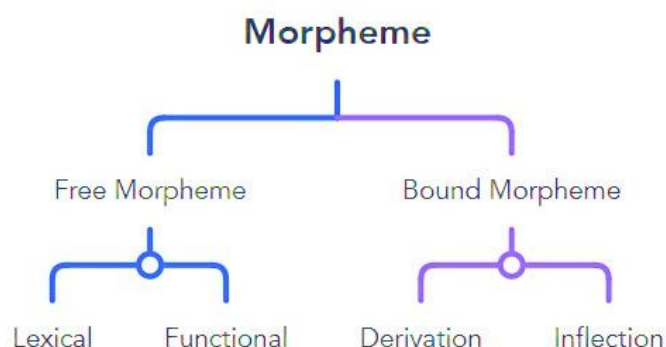 Morpheme
Free Morpheme Bound Morpheme
Lexical Functional Derivation Inflection